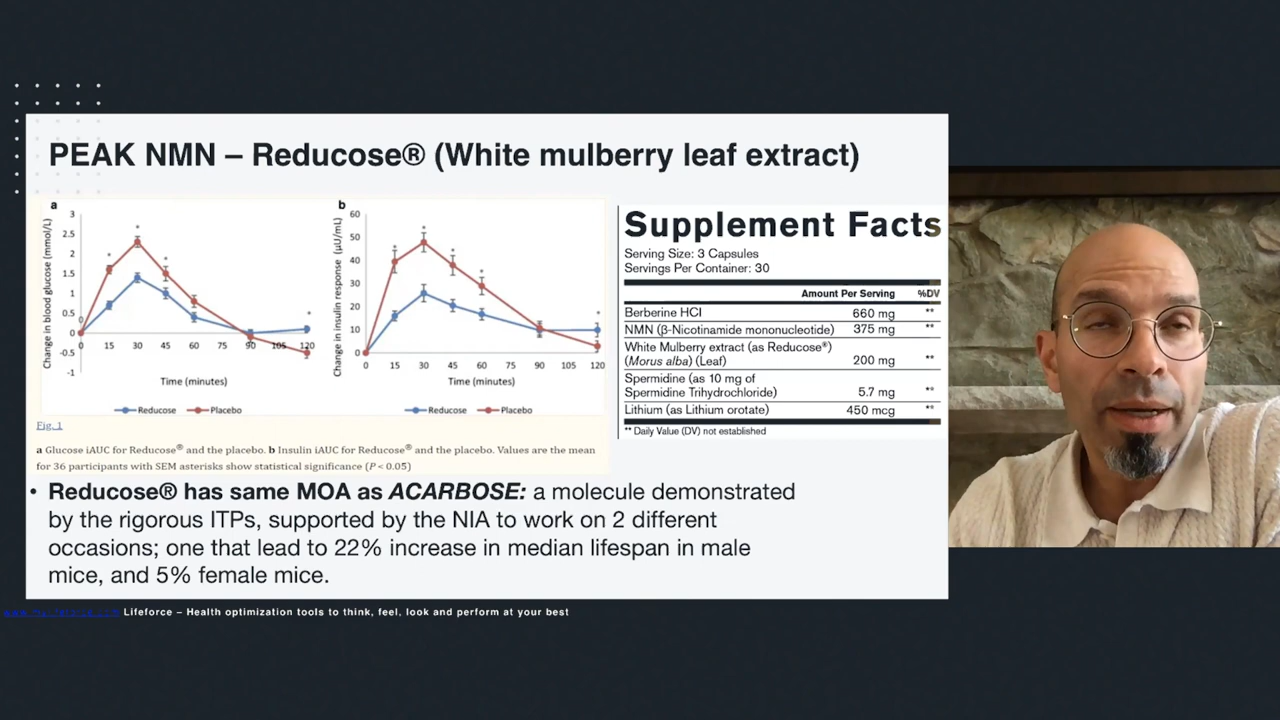 PEAK NMN – Reducose® (White mulberry leaf extract)
a
Change in blood glucose (mmol/L)
3
2.5
2
1.5
1
0.5
0
-0.5
-1
0 15 30 45 60 75 90 105 120
* * * *
Time (minutes)
Reducose Placebo
b
Change in insulin response (µU/mL)
60
50
40
30
20
10
0
0 15 30 45 60 75 90 105 120
* * * * *
Time (minutes)
Reducose Placebo
Fig. 1
a Glucose iAUC for Reducose® and the placebo. b Insulin iAUC for Reducose® and the placebo. Values are the mean
for 36 participants with SEM asterisks show statistical significance (P < 0.05)
Supplement Facts
Serving Size: 3 Capsules
Servings Per Container: 30
Amount Per Serving %DV
Berberine HCI 660 mg **
NMN (β-Nicotinamide mononucleotide) 375 mg **
White Mulberry extract (as Reducose®)
(Morus alba) (Leaf) 200 mg **
Spermidine (as 10 mg of
Spermidine Trihydrochloride) 5.7 mg **
Lithium (as Lithium orotate) 450 mcg **
** Daily Value (DV) not established
• Reducose® has same MOA as ACARBOSE: a molecule demonstrated
by the rigorous ITPs, supported by the NIA to work on 2 different
occasions; one that lead to 22% increase in median lifespan in male
mice, and 5% female mice.
Lifeforce – Health optimization tools to think, feel, look and perform at your best